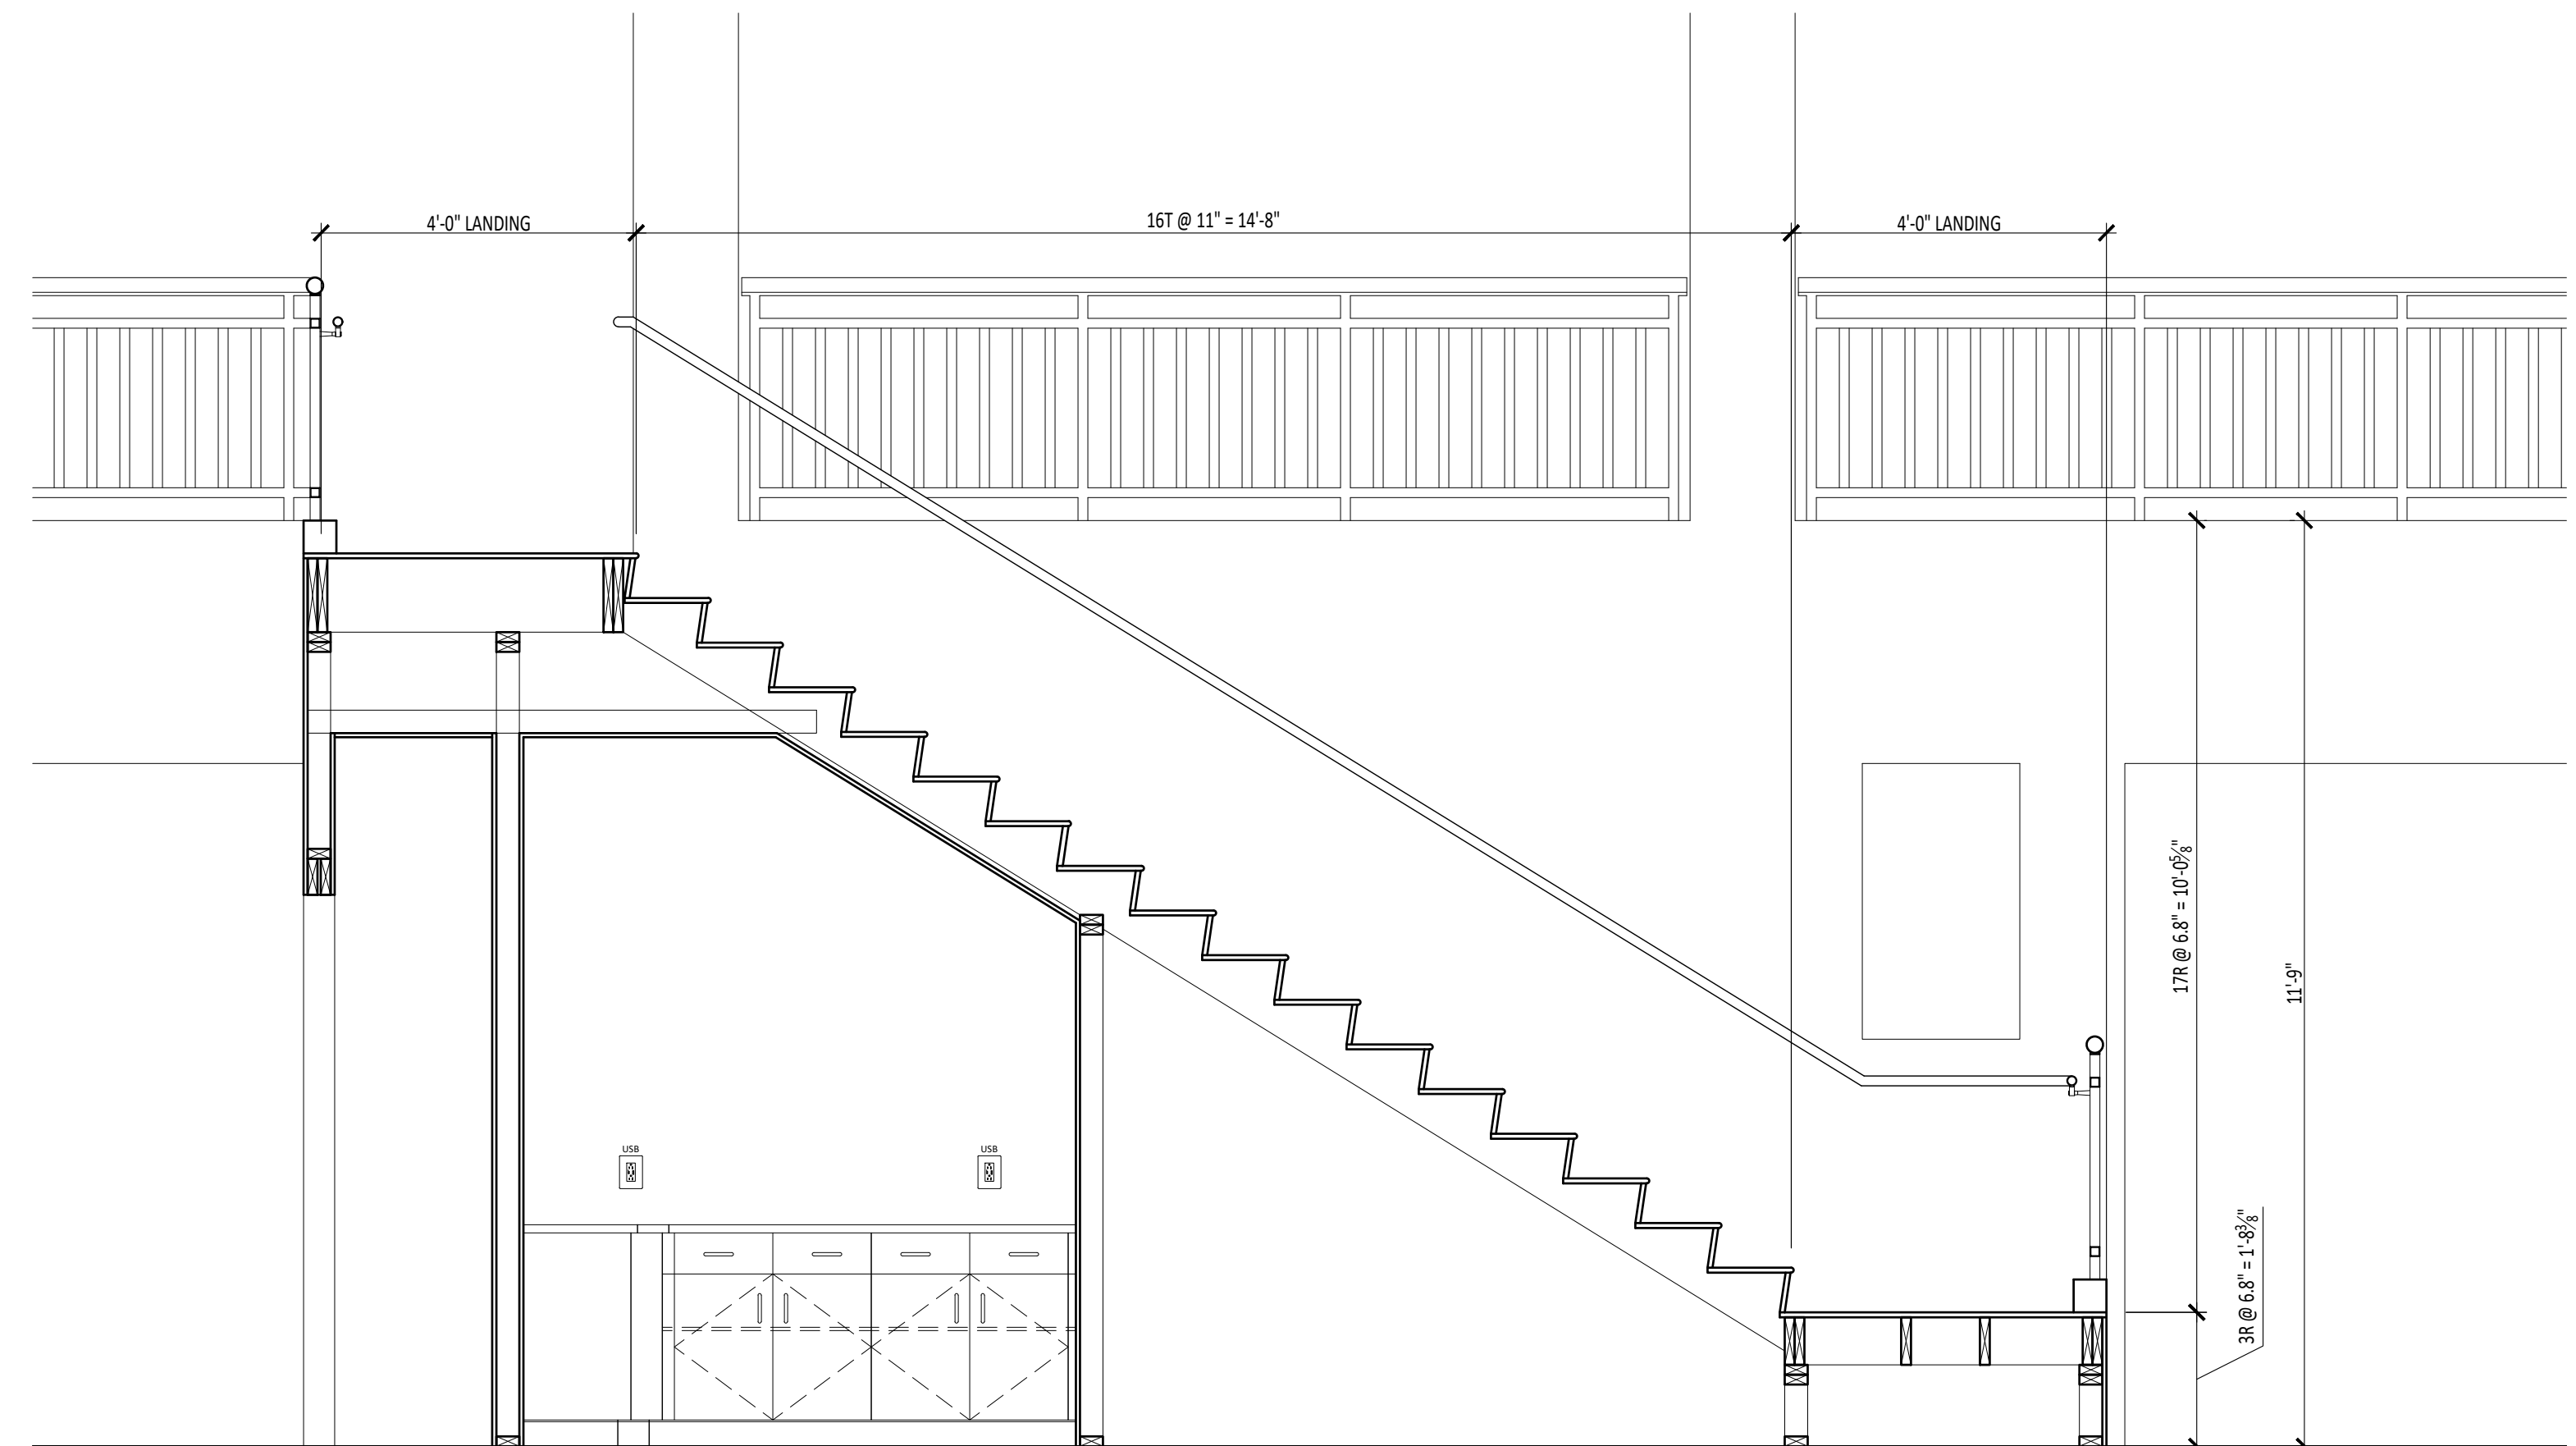 4'-0" LANDING
16T @ 11" = 14'-8"
4'-0" LANDING
17R @ 6.8" = 10'-0⅝"
11'-9"
USB
USB
3R @ 6.8" = 1'-8⅜"